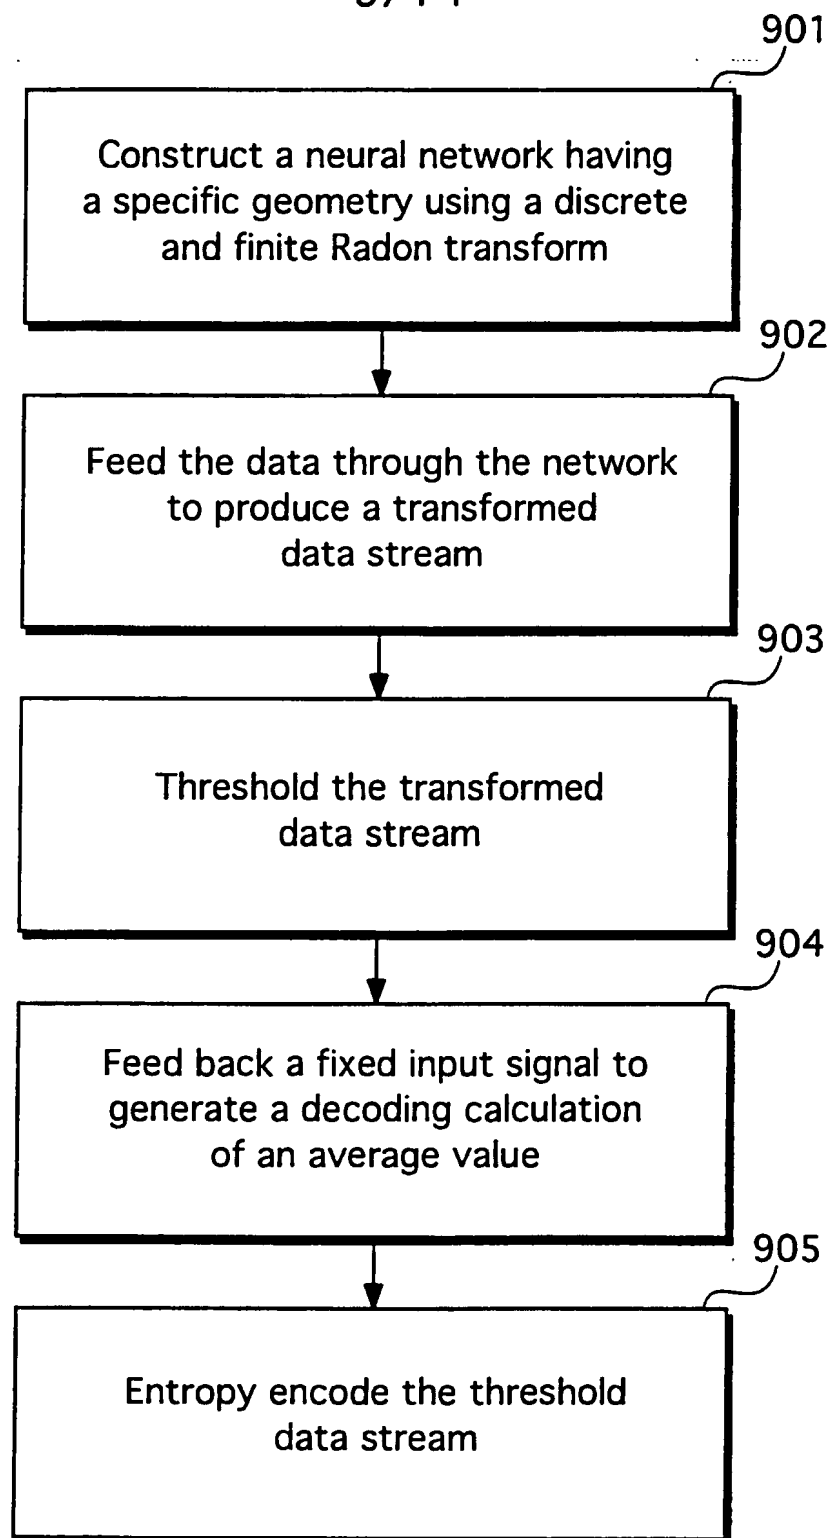 901
Construct a neural network having
a specific geometry using a discrete
and finite Radon transform
902
Feed the data through the network
to produce a transformed
data stream
903
Threshold the transformed
data stream
904
Feed back a fixed input signal to
generate a decoding calculation
of an average value
905
Entropy encode the threshold
data stream